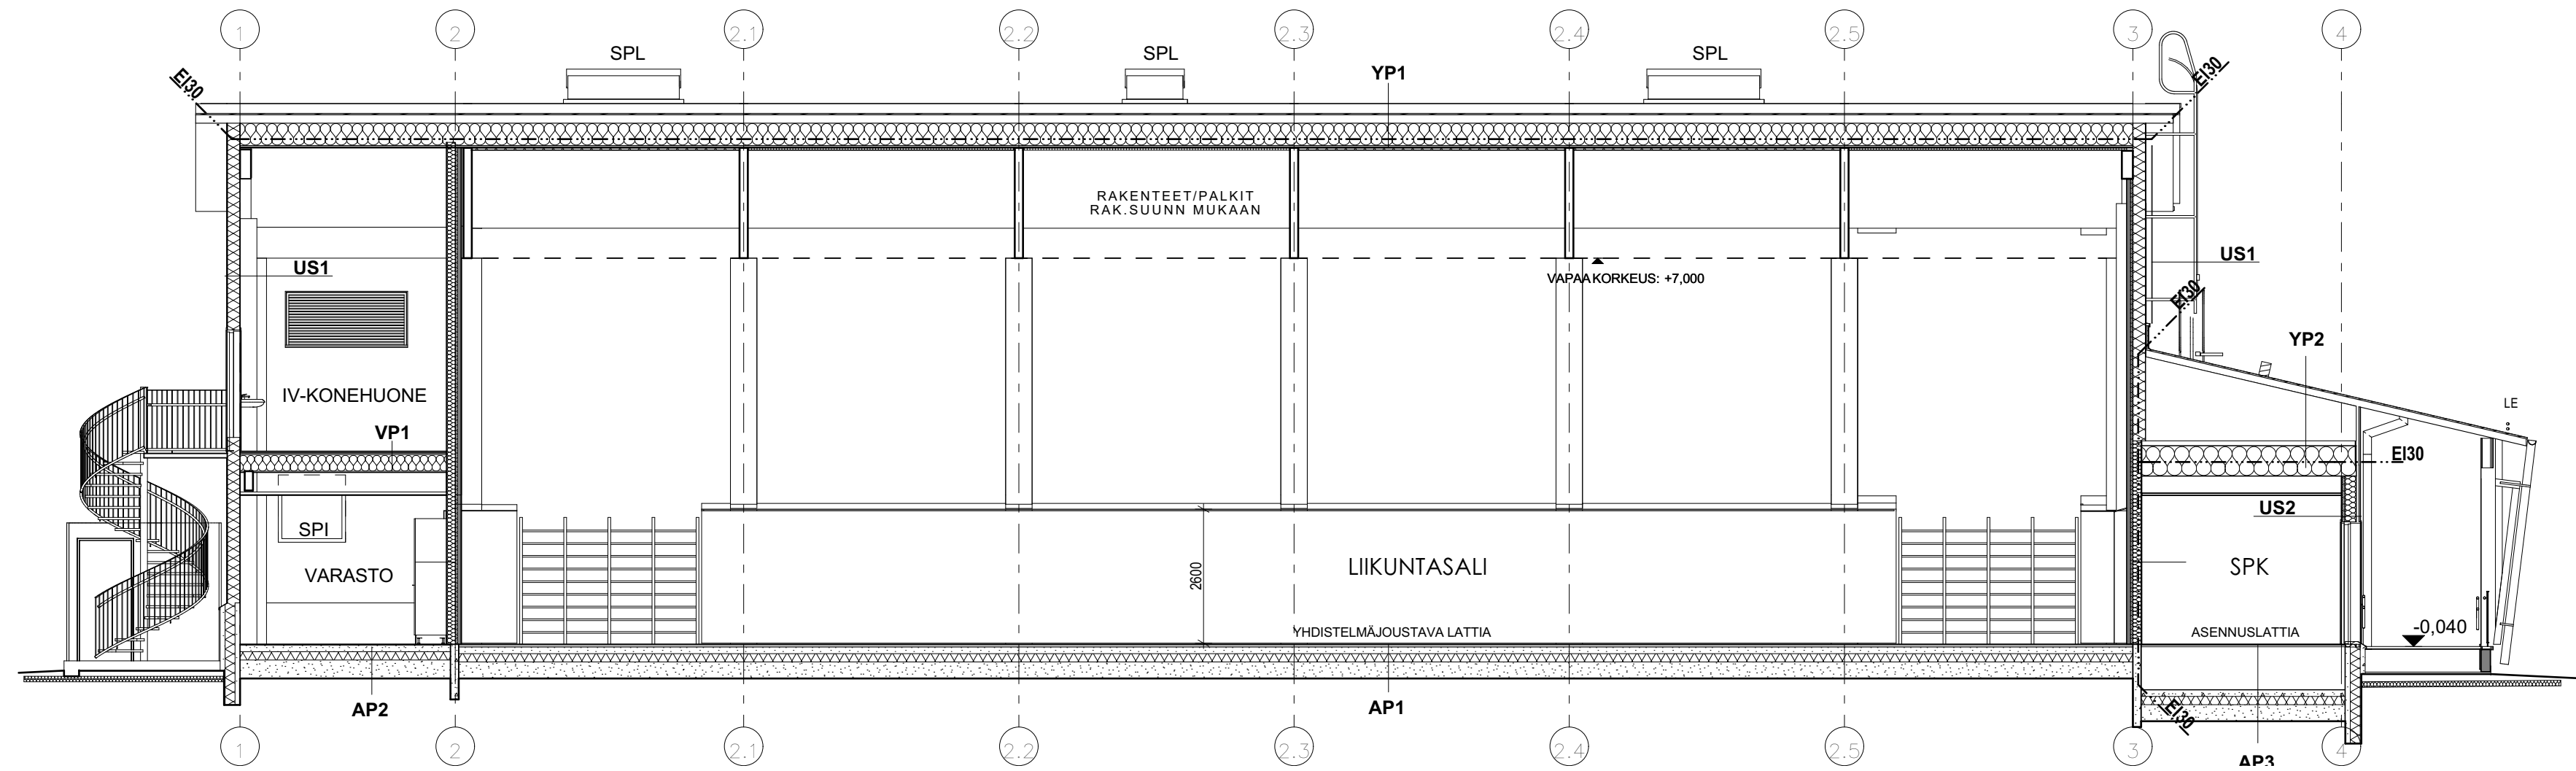 1
2
2.1
2.2
2.3
2.4
2.5
3
4
SPL
SPL
SPL
YP1
EI30
EI30
RAKENTEET/PALKIT
RAK.SUUNN MUKAAN
US1
VAPAA KORKEUS: +7,000
US1
EI30
YP2
IV-KONEHUONE
LE
VP1
EI30
US2
SPI
VARASTO
2600
LIIKUNTASALI
SPK
YHDISTELMÄJOUSTAVA LATTIA
ASENNUSLATTIA
-0,040
AP2
AP1
EI30
AP3
1
2
2.1
2.2
2.3
2.4
2.5
3
4